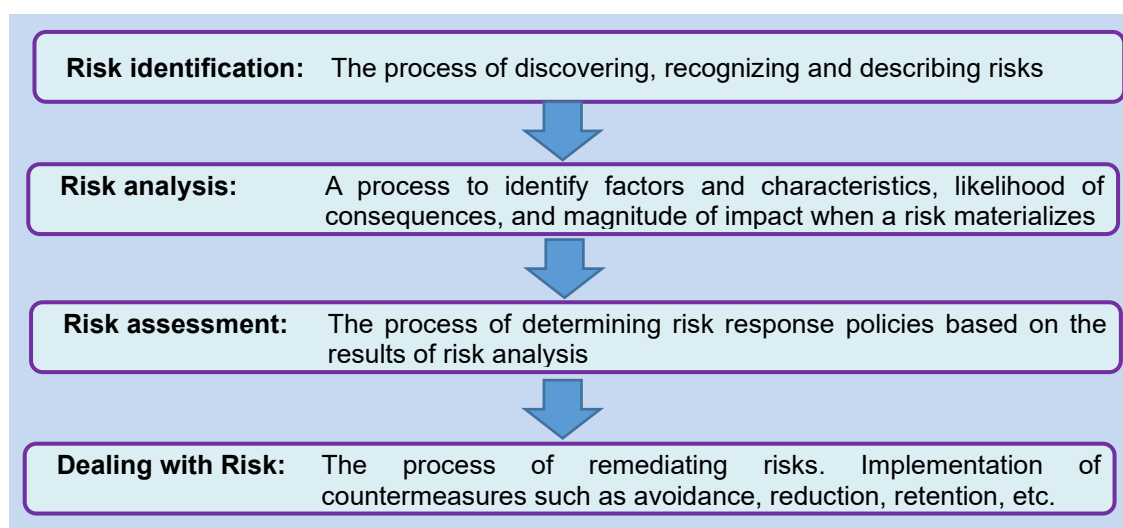 Risk identification: The process of discovering, recognizing and describing risks
Risk analysis: A process to identify factors and characteristics, likelihood of
consequences, and magnitude of impact when a risk materializes
Risk assessment: The process of determining risk response policies based on the
results of risk analysis
Dealing with Risk: The process of remediating risks. Implementation of
countermeasures such as avoidance, reduction, retention, etc.